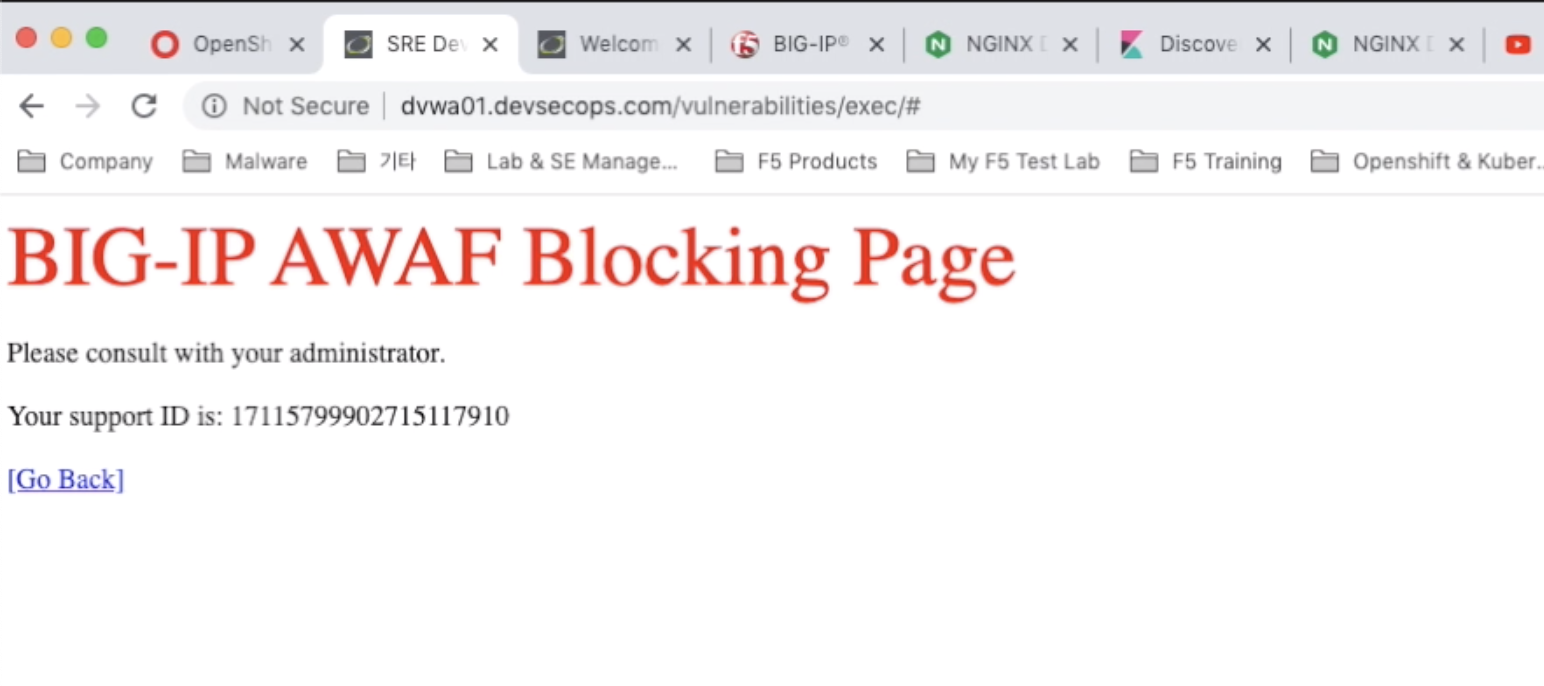 OpenSh
SRE Dev
Welcom
BIG-IP®
NGINX
Discove
NGINX
Not Secure
dvwa01.devsecops.com/vulnerabilities/exec/#
Company
Malware
기타
Lab & SE Manage...
F5 Products
My F5 Test Lab
F5 Training
Openshift & Kuber..
BIG-IP AWAF Blocking Page
Please consult with your administrator.
Your support ID is: 17115799902715117910
[Go Back]